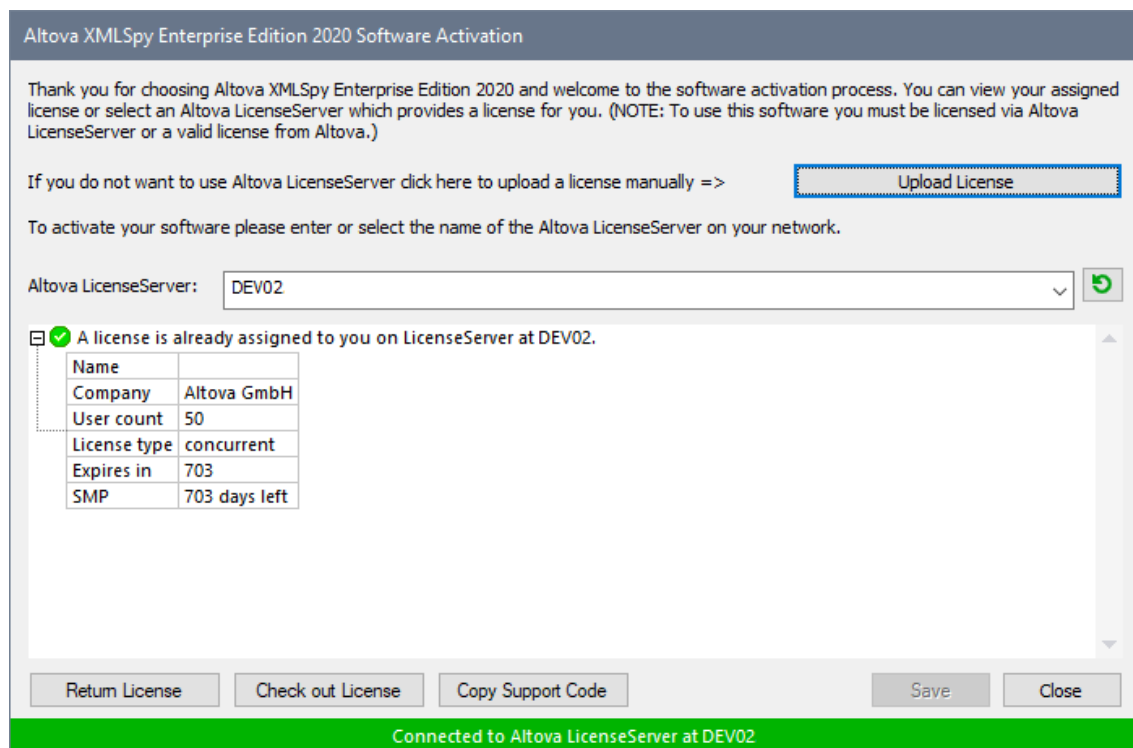 Altova XMLSpy Enterprise Edition 2020 Software Activation
Thank you for choosing Altova XMLSpy Enterprise Edition 2020 and welcome to the software activation process. You can view your assigned
license or select an Altova LicenseServer which provides a license for you. (NOTE: To use this software you must be licensed via Altova
LicenseServer or a valid license from Altova.)
If you do not want to use Altova LicenseServer click here to upload a license manually => Upload License
To activate your software please enter or select the name of the Altova LicenseServer on your network.
Altova LicenseServer: DEV02
A license is already assigned to you on LicenseServer at DEV02.
Name
Company Altova GmbH
User count 50
License type concurrent
Expires in 703
SMP 703 days left
Return License Check out License Copy Support Code Save Close
Connected to Altova LicenseServer at DEV02